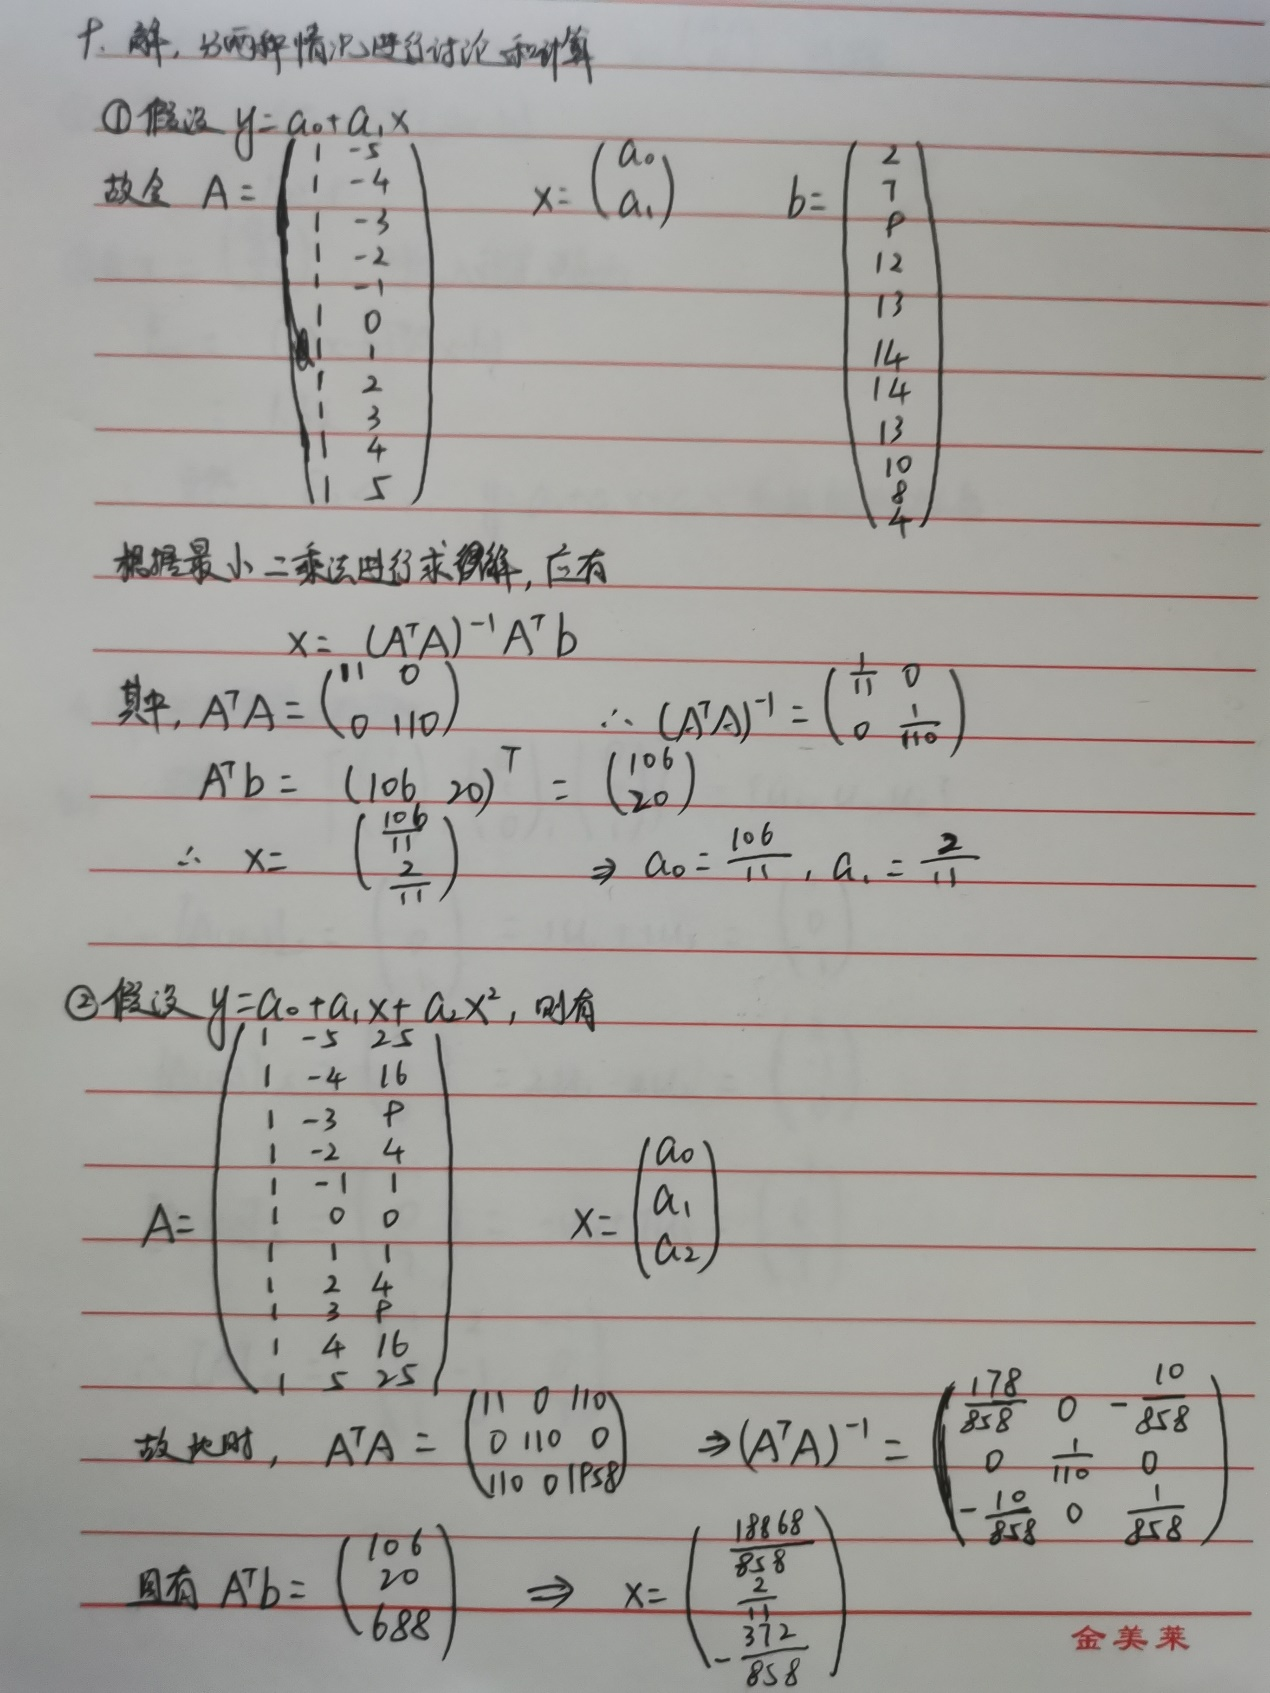 十. 解, 分两种情况进行讨论和计算
① 假设 y=a₀+a₁x
故令 A=
(1 -5
1 -4
1 -3
1 -2
1 -1
1 0
1 1
1 2
1 3
1 4
1 5)
x=(a₀
a₁)
b=(2
7
9
12
13
14
14
13
10
8
4)
根据最小二乘法进行求解, 应有
x= (AᵀA)⁻¹Aᵀb
其中, AᵀA=(11 0
0 110) ∴ (AᵀA)⁻¹=(1/11 0
0 1/110)
Aᵀb= (106 20)ᵀ = (106
20)
∴ x= (106/11
2/11) ⇒ a₀=106/11, a₁=2/11
② 假设 y=a₀+a₁x+a₂x², 则有
A=
(1 -5 25
1 -4 16
1 -3 9
1 -2 4
1 -1 1
1 0 0
1 1 1
1 2 4
1 3 9
1 4 16
1 5 25)
x=(a₀
a₁
a₂)
故此时, AᵀA=(11 0 110
0 110 0
110 0 1958) ⇒(AᵀA)⁻¹=(178/858 0 -10/858
0 1/110 0
-10/858 0 1/858)
且有 Aᵀb=(106
20
688) ⇒ x=(18868/858
2/11
-372/858)
金美莱